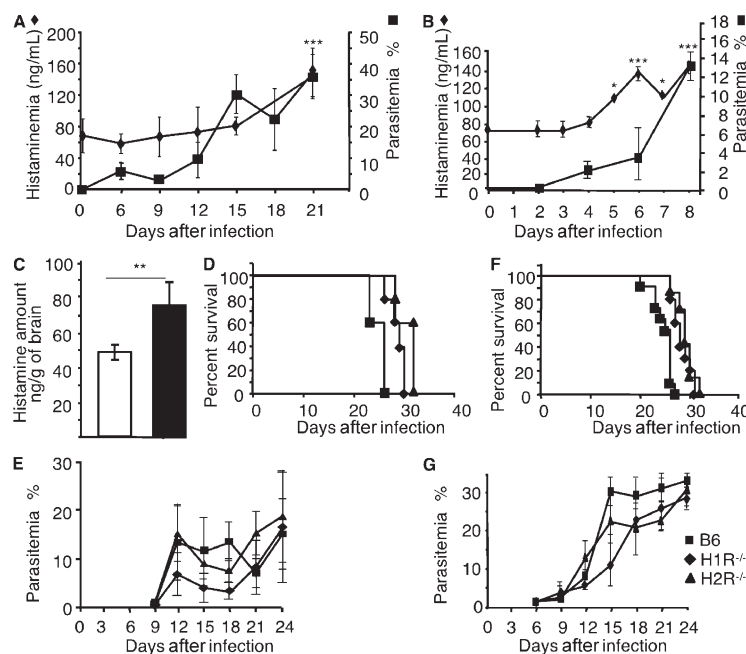 A
Histaminemia (ng/mL)
200
160
120
80
40
0
***
50
40
30
20
10
0
Parasitemia %
0 6 9 12 15 18 21
Days after infection
B
Histaminemia (ng/mL)
160
140
120
100
80
60
40
20
0
* *** * ***
18
16
14
12
10
8
6
4
2
0
Parasitemia %
0 1 2 3 4 5 6 7 8
Days after infection
C
Histamine amount
ng/g of brain
100
80
60
40
20
**
D
Percent survival
100
80
60
40
20
0
0 10 20 30 40
Days after infection
F
Percent survival
100
80
60
40
20
0
0 10 20 30 40
Days after infection
E
Parasitemia %
30
20
10
0
0 3 6 9 12 15 18 21 24
Days after infection
G
Parasitemia %
30
20
10
0
0 3 6 9 12 15 18 21 24
Days after infection
B6
H1R-/-
H2R-/-